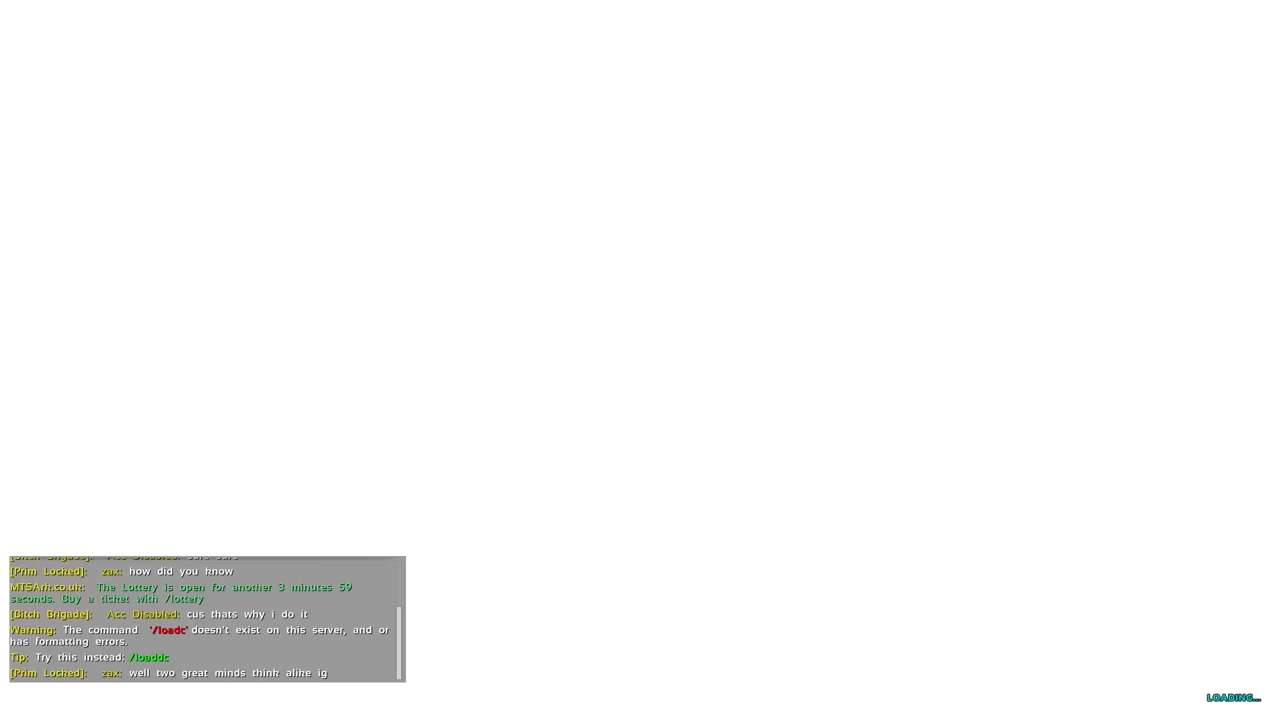 [Prim Locked]: zax: how did you know
MTSArk.co.uk: The Lottery is open for another 3 minutes 59
seconds. Buy a ticket with /lottery
[Bitch Brigade]: Acc Disabled: cus thats why i do it
Warning: The command '/loadc' doesn't exist on this server, and or
has formatting errors.
Tip: Try this instead: /loaddc
[Prim Locked]: zax: well two great minds think alike ig
LOADING...